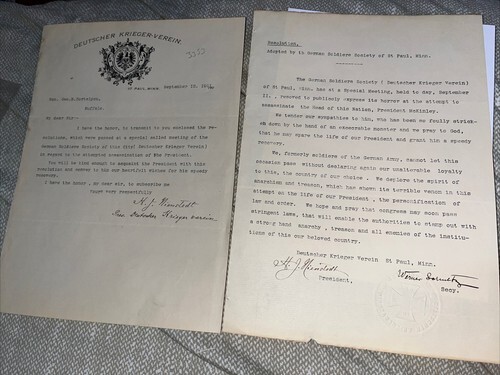 DEUTSCHER KRIEGER-VEREIN.
ST PAUL, MINN
September 10, 190
Hon. Geo.
Buffalo.
My dear Sir:-
I have the honor, to transmit to you enclosed the re-
solutions, which have passed at a special called meeting of the
German Soldiers Society of this City( Deutscher Krieger Verein)
in regard to the attempted assassination of the President.
You will be kind enough to acquaint the President with this
resolution and convey to him our heartfelt wishes for his speedy
recovery.
I have the honor, my dear sir, to subscribe me
Yours very respectfully
H. J.
Pres. Deutscher Krieger verein
Resolution.
Adopted by th German Soldiers Society of St Paul, Minn.
The German Soldiers Society ( Deutscher Krieger Verein)
of St Paul, Minn. has at a Special Meeting, held to day, September
resolved to publicly express its horror at the attempt to
assassinate the Head of this Nation, President McKinley.
We tender our sympathies to him, who has been so fouly strick-
en down by the hand of an execrable monster and we pray to God,
that he may spare the life of our President and grant him a speedy
recovery.
We, formerly soldiers of the German Army, cannot let this
occasion pass without declaring again our unalterable loyalty
to this, the country of our choice. We deplore the spirit of
anarchism and treason, which has shown its terrible venom in this
attempt on the life of our President, the personification of
law and order. We hope and pray that congress may soon pass
stringent laws, that will enable the authorities to stamp out with
a strong hand anarchy, treason and all enemies of the institu-
tions of this our beloved country.
Deutscher Krieger Verein St Paul, Minn.
H. J.
President.
Werner
Secy.